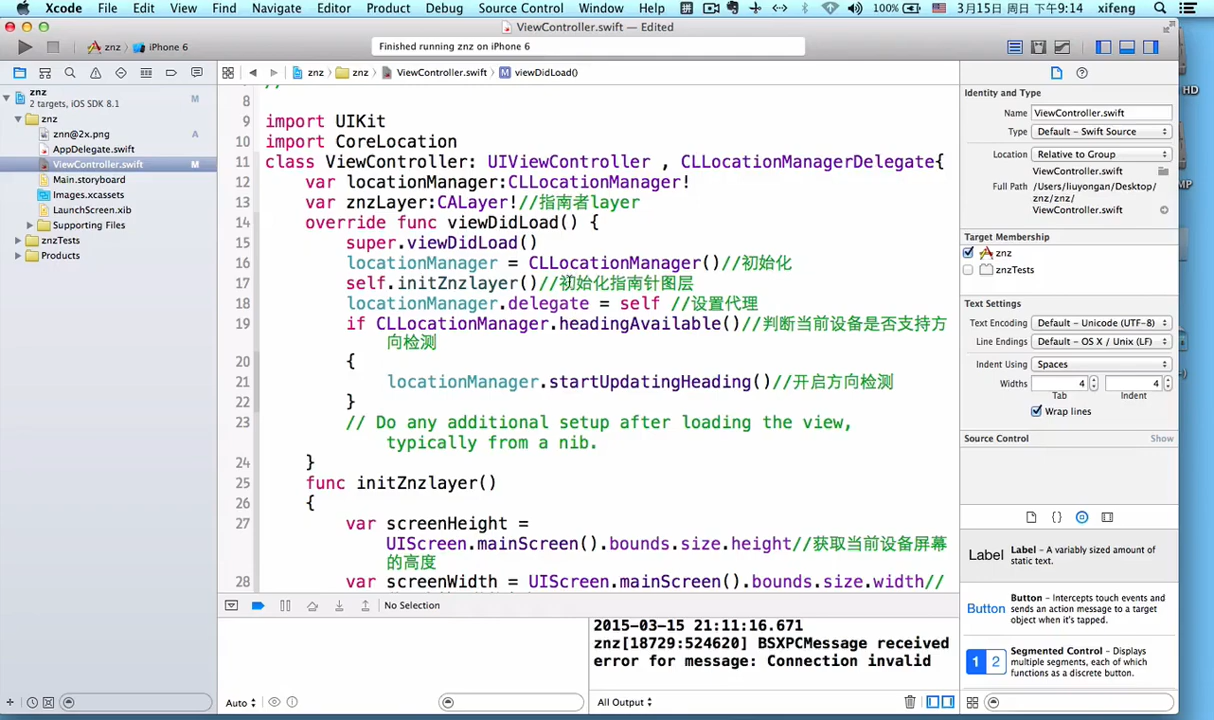 Xcode File Edit View Find Navigate Editor Product Debug Source Control Window Help 100% 3月15日 周日 下午9:14 xifeng
ViewController.swift — Edited
znz iPhone 6
Finished running znz on iPhone 6
znz znz ViewController.swift M viewDidLoad()
znz
2 targets, iOS SDK 8.1
M
znz
znn@2x.png A
AppDelegate.swift
ViewController.swift M
Main.storyboard
Images.xcassets
LaunchScreen.xib
Supporting Files
znzTests
Products
//
8
9 import UIKit
10 import CoreLocation
11 class ViewController: UIViewController , CLLocationManagerDelegate{
12 var locationManager:CLLocationManager!
13 var znzLayer:CALayer!//指南者layer
14 override func viewDidLoad() {
15 super.viewDidLoad()
16 locationManager = CLLocationManager()//初始化
17 self.initZnzlayer()//初始化指南针图层
18 locationManager.delegate = self //设置代理
19 if CLLocationManager.headingAvailable()//判断当前设备是否支持方
向检测
20 {
21 locationManager.startUpdatingHeading()//开启方向检测
22 }
23 // Do any additional setup after loading the view,
typically from a nib.
24 }
25 func initZnzlayer()
26 {
27 var screenHeight =
UIScreen.mainScreen().bounds.size.height//获取当前设备屏幕
的高度
28 var screenWidth = UIScreen.mainScreen().bounds.size.width//
No Selection
2015-03-15 21:11:16.671
znz[18729:524620] BSXPCMessage received
error for message: Connection invalid
Auto
All Output
Identity and Type
Name ViewController.swift
Type Default - Swift Source
Location Relative to Group
ViewController.swift
Full Path /Users/liuyongan/Desktop/
znz/znz/
ViewController.swift
Target Membership
znz
znzTests
Text Settings
Text Encoding Default - Unicode (UTF-8)
Line Endings Default - OS X / Unix (LF)
Indent Using Spaces
Widths 4 4
Tab Indent
Wrap lines
Source Control Show
Label Label - A variably sized amount of
static text.
Button Button - Intercepts touch events and
sends an action message to a target
object when it's tapped.
1 2 Segmented Control - Displays
multiple segments, each of which
functions as a discrete button.
HD
MP